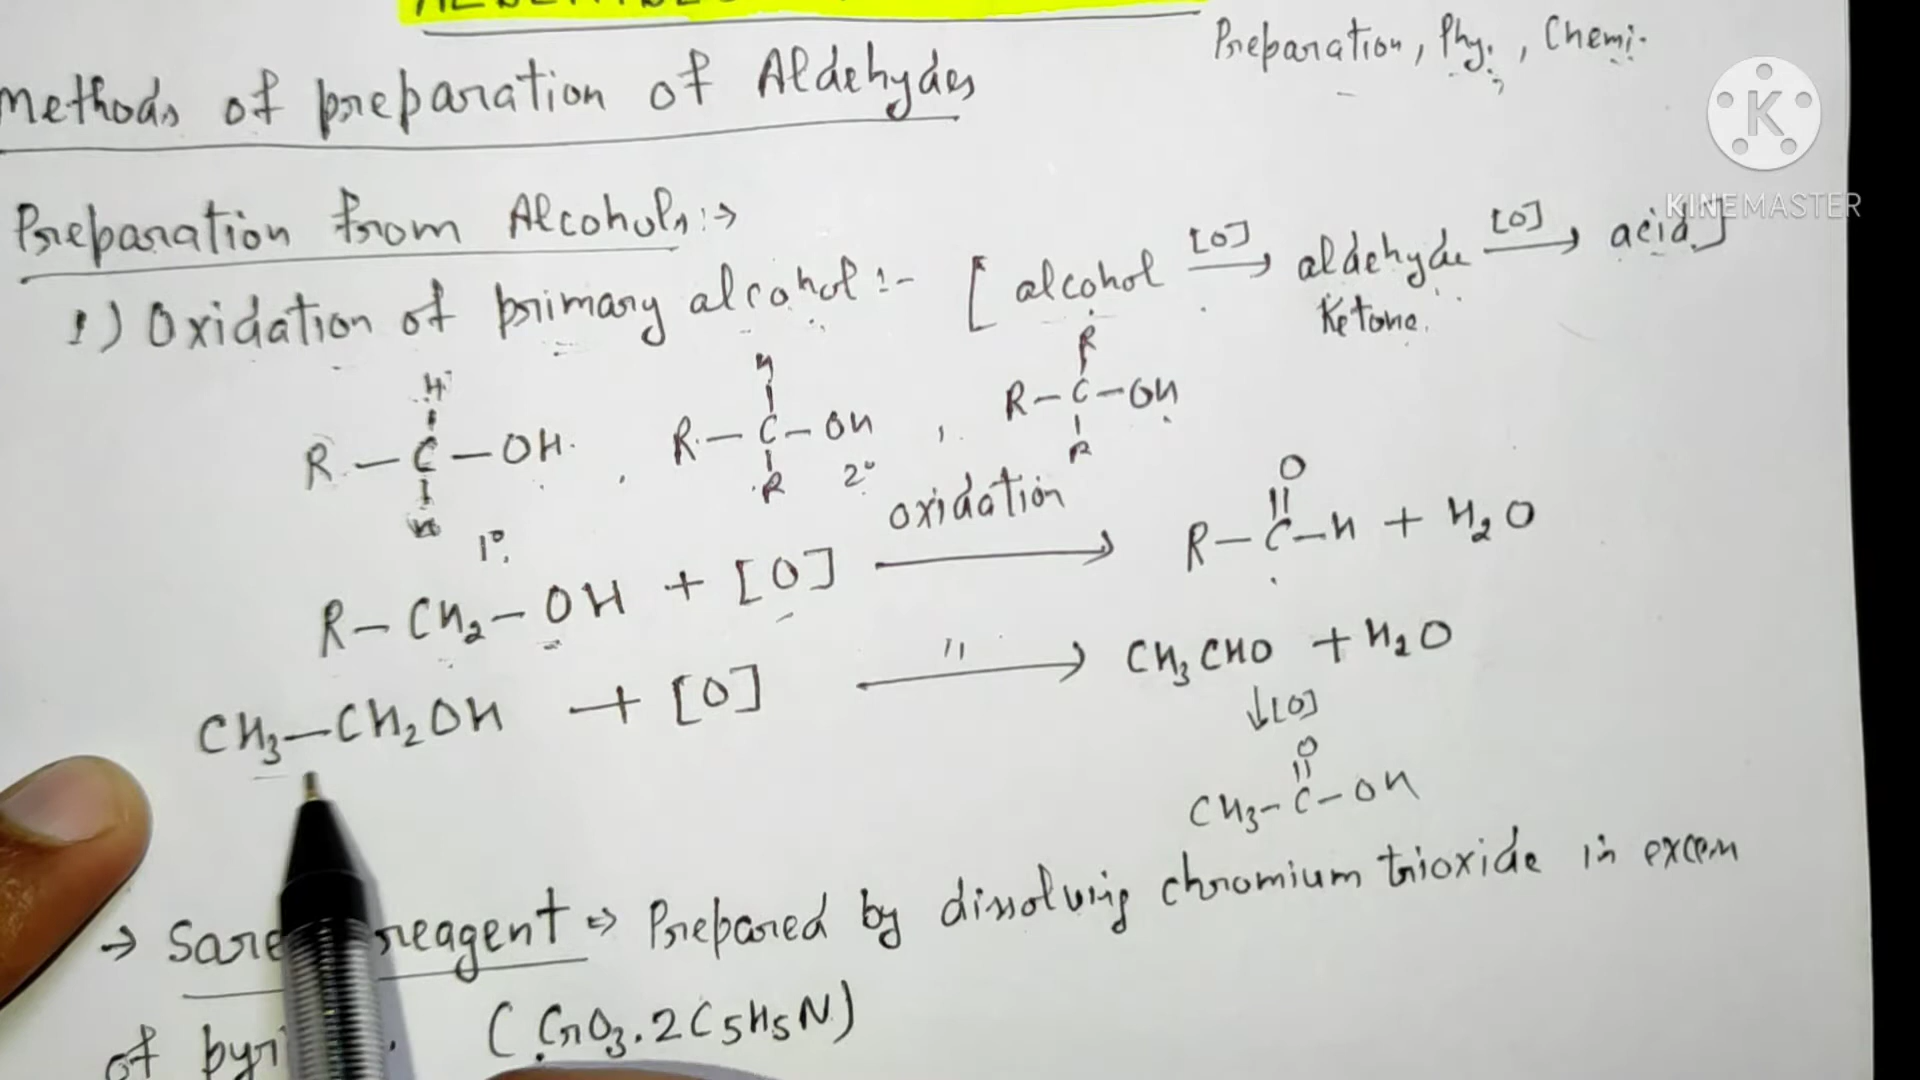 Preparation, Phy., Chemi.
Methods of preparation of Aldehydes
KINEMASTER
Preparation from Alcohols:→
1) Oxidation of primary alcohol :- [ alcohol [O]→ aldehyde [O]→ acid]
Ketone.
H H R
R-C-OH. , R-C-OH , R-C-OH
H R R
1° 2°
oxidation O
R-CH2-OH + [O] → R-C-H + H2O
CH3-CH2OH + [O] " → CH3CHO + H2O
↓[O]
O
CH3-C-OH
→ reagent ⇒ Prepared by dissolving chromium trioxide in excess
of (CrO3.2C5H5N)